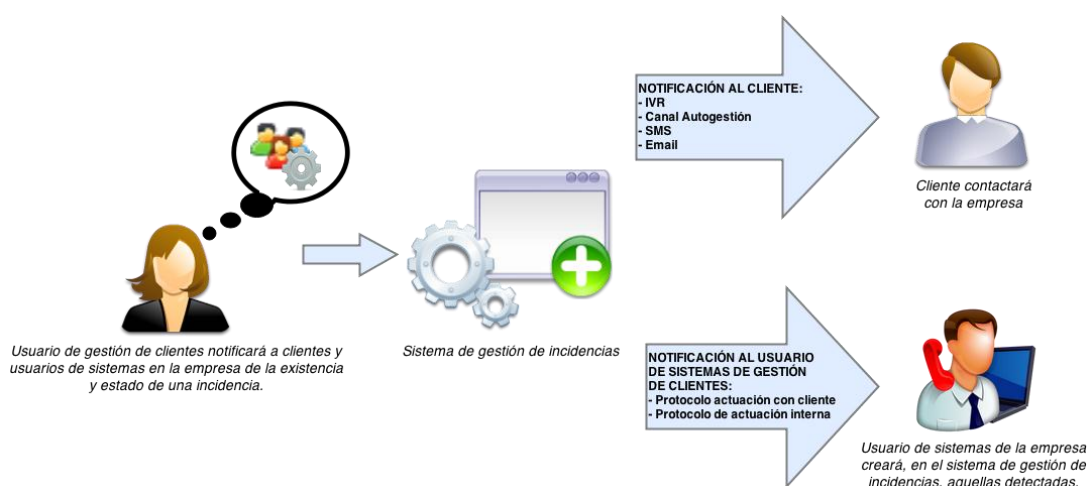 NOTIFICACIÓN AL CLIENTE:
- IVR
- Canal Autogestión
- SMS
- Email
Cliente contactará
con la empresa
Usuario de gestión de clientes notificará a clientes y
usuarios de sistemas en la empresa de la existencia
y estado de una incidencia.
Sistema de gestión de incidencias
NOTIFICACIÓN AL USUARIO
DE SISTEMAS DE GESTIÓN
DE CLIENTES:
- Protocolo actuación con cliente
- Protocolo de actuación interna
Usuario de sistemas de la empresa
creará, en el sistema de gestión de
incidencias, aquellas detectadas.